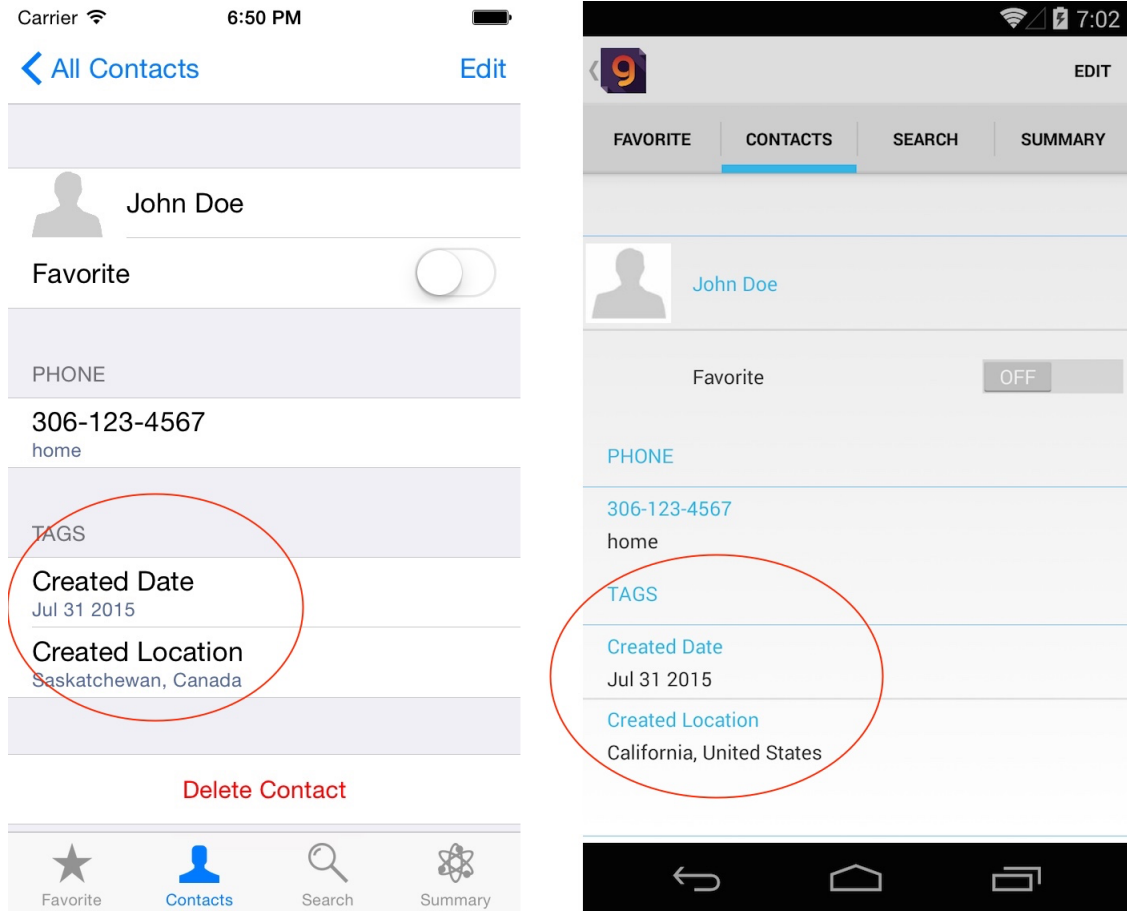 Carrier 6:50 PM
All Contacts Edit
John Doe
Favorite
PHONE
306-123-4567
home
TAGS
Created Date
Jul 31 2015
Created Location
Saskatchewan, Canada
Delete Contact
Favorite Contacts Search Summary
7:02
9 EDIT
FAVORITE CONTACTS SEARCH SUMMARY
John Doe
Favorite OFF
PHONE
306-123-4567
home
TAGS
Created Date
Jul 31 2015
Created Location
California, United States